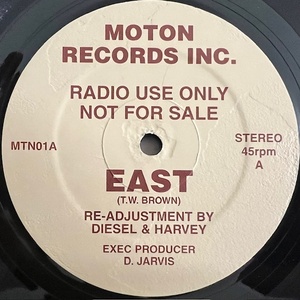 MOTON
RECORDS INC.
RADIO USE ONLY
NOT FOR SALE
MTN01A
STEREO
45rpm
A
EAST
(T.W. BROWN)
RE-ADJUSTMENT BY
DIESEL & HARVEY
EXEC PRODUCER
D. JARVIS